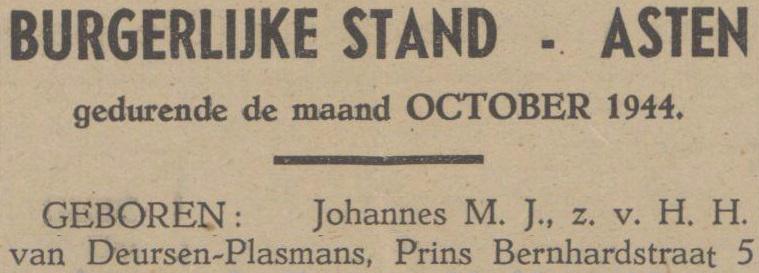 BURGERLIJKE STAND - ASTEN
gedurende de maand OCTOBER 1944.
GEBOREN: Johannes M. J., z. v. H. H.
van Deursen-Plasmans, Prins Bernhardstraat 5